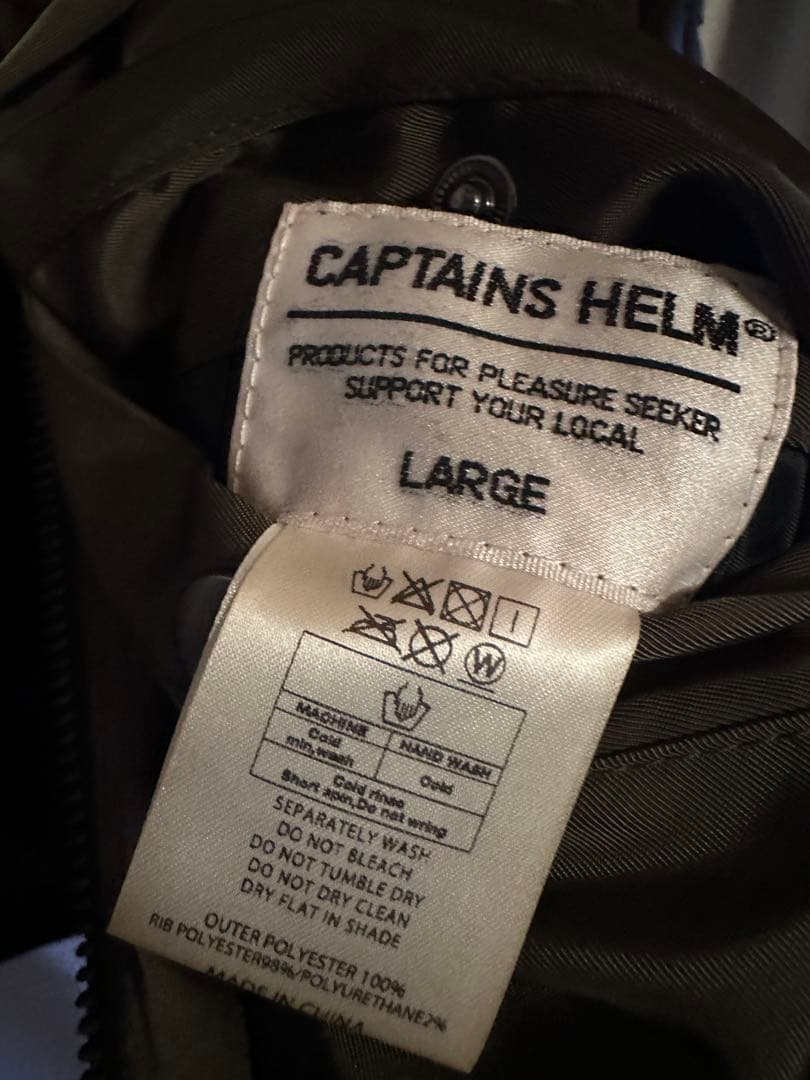 CAPTAINS HELM®
PRODUCTS FOR PLEASURE SEEKER
SUPPORT YOUR LOCAL
LARGE
W
MACHINE HAND WASH
Cold Cold
min,wash
Cold rinse
Short spin,Do not wring
SEPARATELY WASH
DO NOT BLEACH
DO NOT TUMBLE DRY
DO NOT DRY CLEAN
DRY FLAT IN SHADE
OUTER POLYESTER 100%
RIB POLYESTER98%/POLYURETHANE2%
MADE IN CHINA